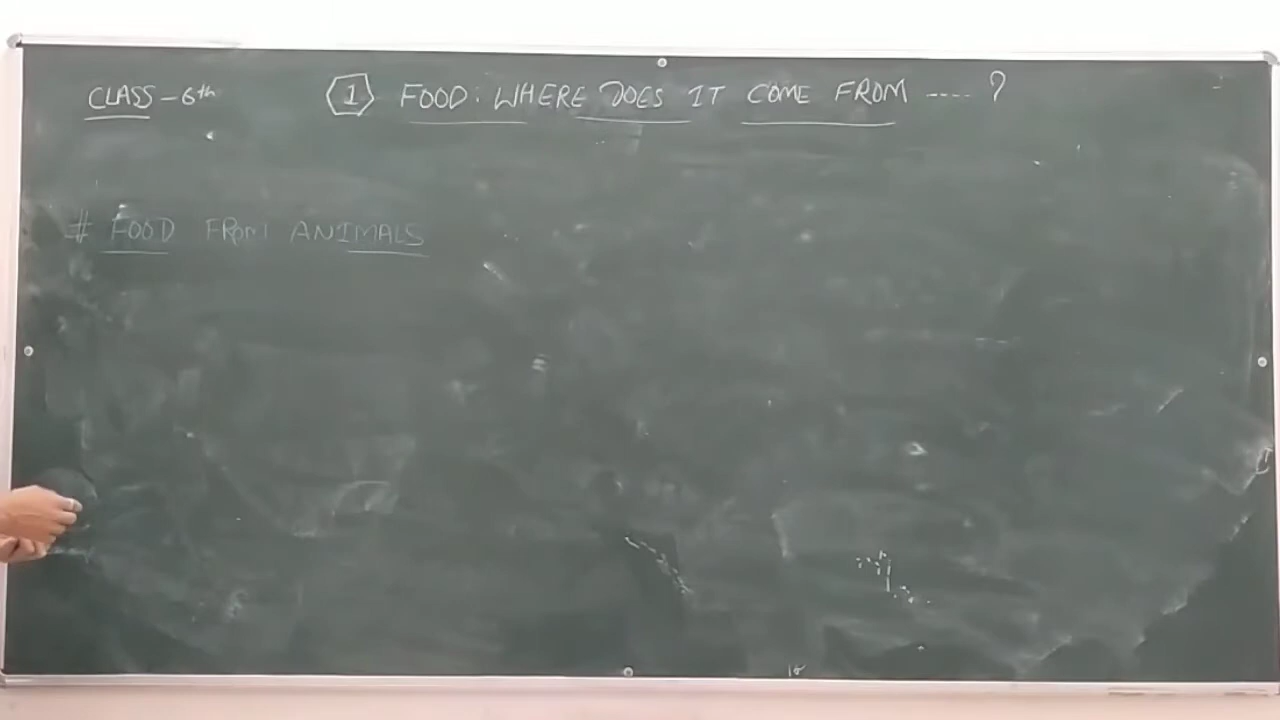 CLASS-6th ① FOOD: WHERE DOES IT COME FROM ---- ?
# FOOD FROM ANIMALS